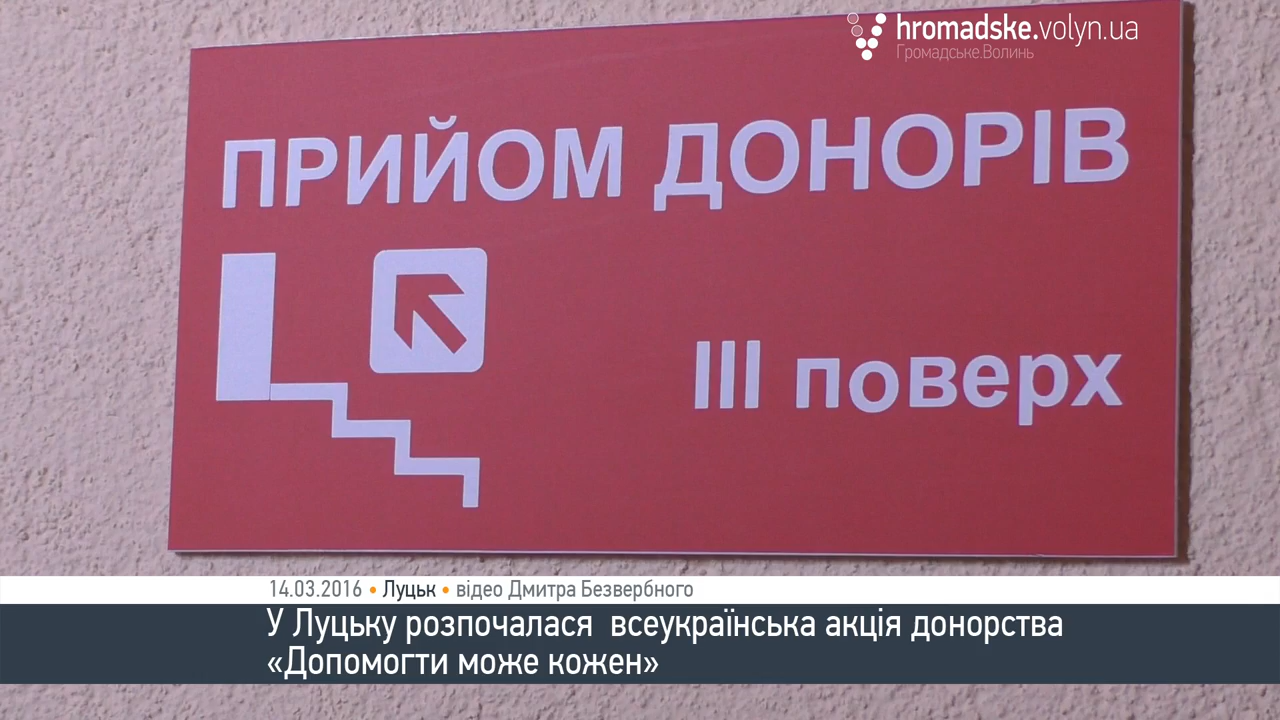 hromadske.volyn.ua
Громадське.Волинь
ПРИЙОМ ДОНОРІВ
III поверх
14.03.2016 • Луцьк • відео Дмитра Безвербного
У Луцьку розпочалася всеукраїнська акція донорства
«Допомогти може кожен»